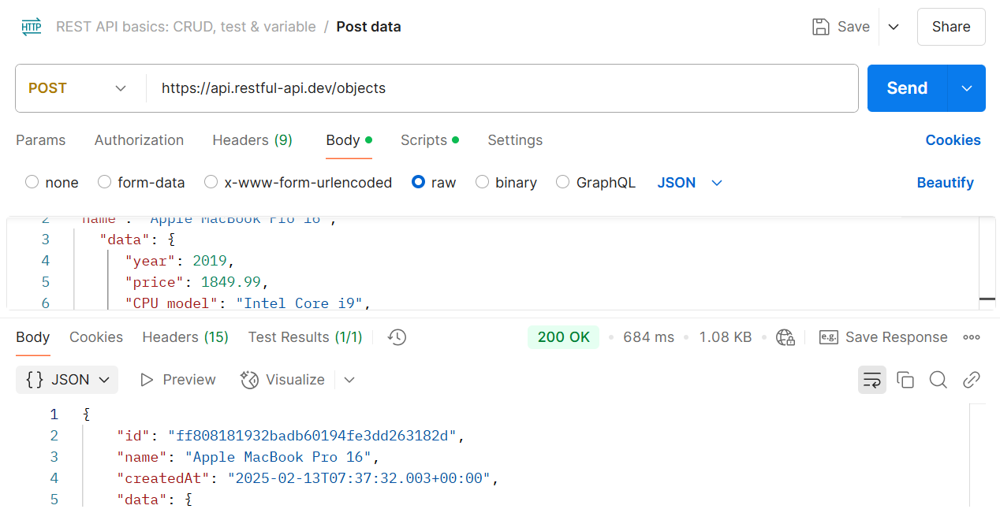 HTTP REST API basics: CRUD, test & variable / Post data Save Share
POST https://api.restful-api.dev/objects Send
Params Authorization Headers (9) Body Scripts Settings Cookies
none form-data x-www-form-urlencoded raw binary GraphQL JSON Beautify
2 name": "Apple MacBook Pro 16",
3 "data": {
4 "year": 2019,
5 "price": 1849.99,
6 "CPU model": "Intel Core i9",
Body Cookies Headers (15) Test Results (1/1) 200 OK 684 ms 1.08 KB e.g. Save Response
{} JSON Preview Visualize
1 {
2 "id": "ff808181932badb60194fe3dd263182d",
3 "name": "Apple MacBook Pro 16",
4 "createdAt": "2025-02-13T07:37:32.003+00:00",
5 "data": {